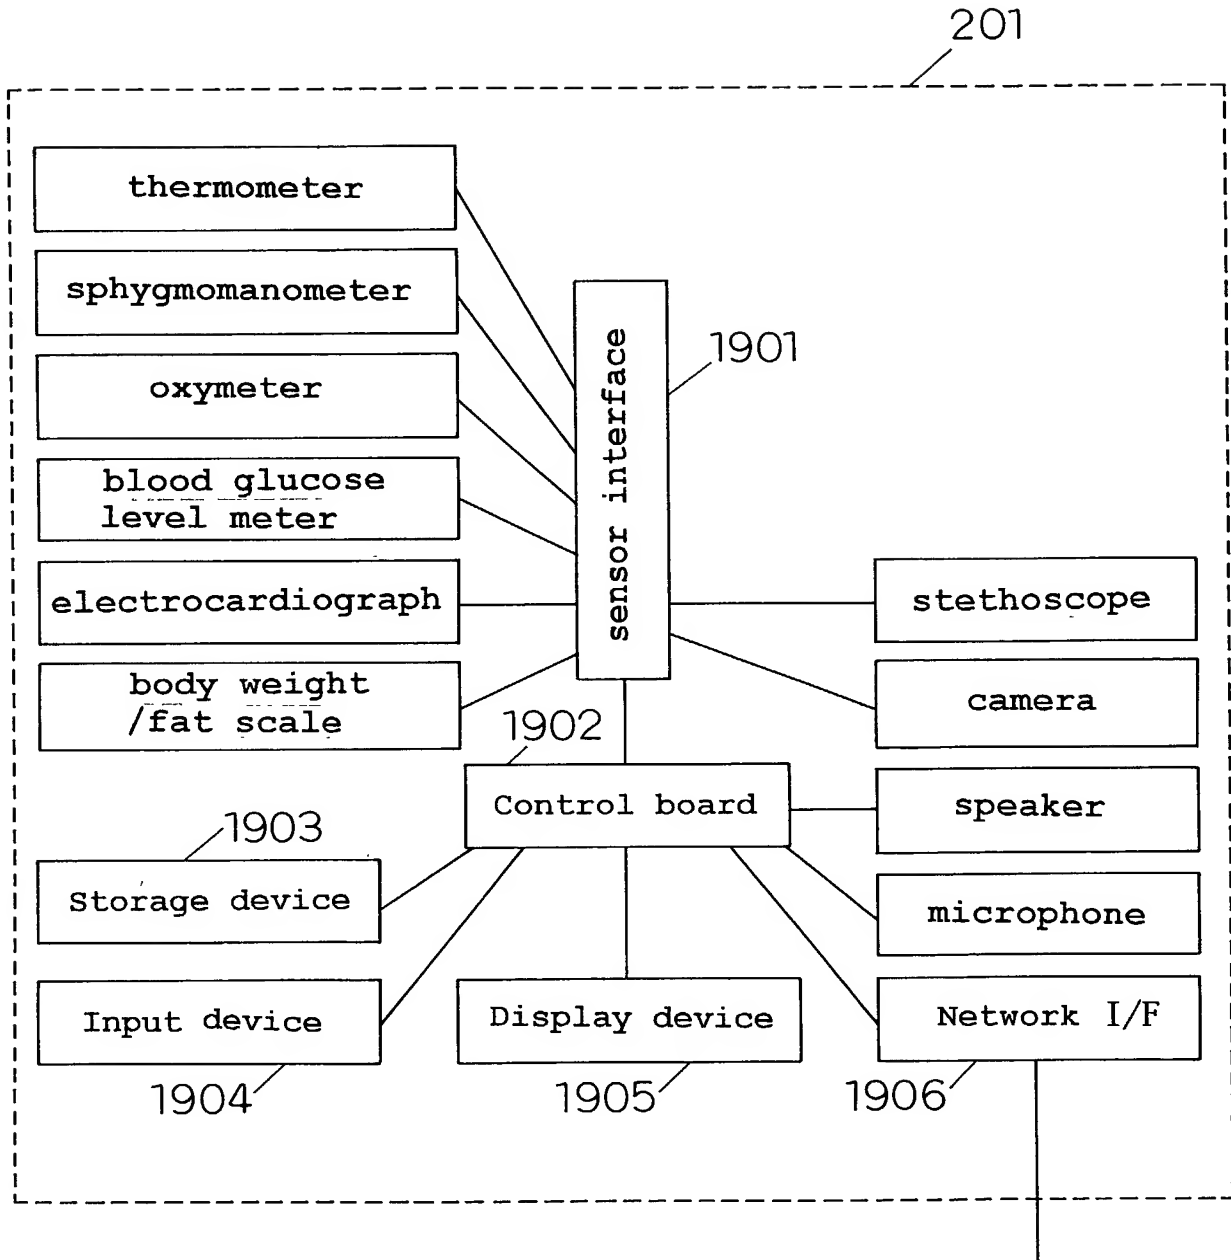 201
thermometer
sphygmomanometer
oxymeter
blood glucose
level meter
electrocardiograph
body weight
/fat scale
sensor interface
1901
stethoscope
camera
1902
Control board
speaker
1903
Storage device
microphone
Input device
Display device
Network I/F
1904
1905
1906